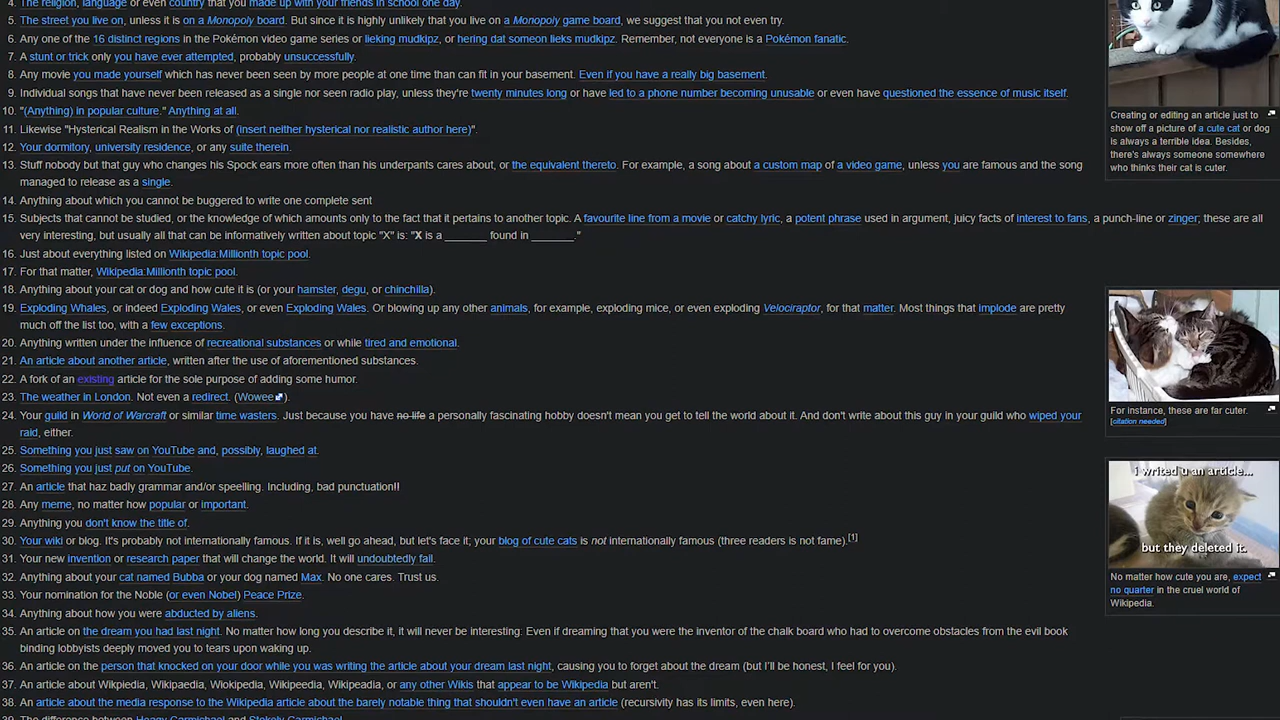 4. The religion, language or even country that you made up with your friends in school one day.
5. The street you live on, unless it is on a Monopoly board. But since it is highly unlikely that you live on a Monopoly game board, we suggest that you not even try.
6. Any one of the 16 distinct regions in the Pokémon video game series or lieking mudkipz, or hering dat someon lieks mudkipz. Remember, not everyone is a Pokémon fanatic.
7. A stunt or trick only you have ever attempted, probably unsuccessfully.
8. Any movie you made yourself which has never been seen by more people at one time than can fit in your basement. Even if you have a really big basement.
9. Individual songs that have never been released as a single nor seen radio play, unless they're twenty minutes long or have led to a phone number becoming unusable or even have questioned the essence of music itself.
10. "(Anything) in popular culture." Anything at all.
11. Likewise "Hysterical Realism in the Works of (insert neither hysterical nor realistic author here)".
12. Your dormitory, university residence, or any suite therein.
13. Stuff nobody but that guy who changes his Spock ears more often than his underpants cares about, or the equivalent thereto. For example, a song about a custom map of a video game, unless you are famous and the song
managed to release as a single.
14. Anything about which you cannot be buggered to write one complete sent
15. Subjects that cannot be studied, or the knowledge of which amounts only to the fact that it pertains to another topic. A favourite line from a movie or catchy lyric, a potent phrase used in argument, juicy facts of interest to fans, a punch-line or zinger; these are all
very interesting, but usually all that can be informatively written about topic "X" is: "X is a _______ found in _______."
16. Just about everything listed on Wikipedia:Millionth topic pool.
17. For that matter, Wikipedia:Millionth topic pool.
18. Anything about your cat or dog and how cute it is (or your hamster, degu, or chinchilla).
19. Exploding Whales, or indeed Exploding Wales, or even Exploding Wales. Or blowing up any other animals, for example, exploding mice, or even exploding Velociraptor, for that matter. Most things that implode are pretty
much off the list too, with a few exceptions.
20. Anything written under the influence of recreational substances or while tired and emotional.
21. An article about another article, written after the use of aforementioned substances.
22. A fork of an existing article for the sole purpose of adding some humor.
23. The weather in London. Not even a redirect. (Wowee).
24. Your guild in World of Warcraft or similar time wasters. Just because you have no life a personally fascinating hobby doesn't mean you get to tell the world about it. And don't write about this guy in your guild who wiped your
raid, either.
25. Something you just saw on YouTube and, possibly, laughed at.
26. Something you just put on YouTube.
27. An article that haz badly grammar and/or speelling. Including, bad punctuation!!
28. Any meme, no matter how popular or important.
29. Anything you don't know the title of.
30. Your wiki or blog. It's probably not internationally famous. If it is, well go ahead, but let's face it; your blog of cute cats is not internationally famous (three readers is not fame).[1]
31. Your new invention or research paper that will change the world. It will undoubtedly fail.
32. Anything about your cat named Bubba or your dog named Max. No one cares. Trust us.
33. Your nomination for the Noble (or even Nobel) Peace Prize.
34. Anything about how you were abducted by aliens.
35. An article on the dream you had last night. No matter how long you describe it, it will never be interesting. Even if dreaming that you were the inventor of the chalk board who had to overcome obstacles from the evil book
binding lobbyists deeply moved you to tears upon waking up.
36. An article on the person that knocked on your door while you was writing the article about your dream last night, causing you to forget about the dream (but I'll be honest, I feel for you).
37. An article about Wikpiedia, Wikipaedia, Wiokipedia, Wikipeedia, Wikipeadia, or any other Wikis that appear to be Wikipedia but aren't.
38. An article about the media response to the Wikipedia article about the barely notable thing that shouldn't even have an article (recursivity has its limits, even here).
39. The difference between Hoagy Carmichael and Stokely Carmichael.
Creating or editing an article just to
show off a picture of a cute cat or dog
is always a terrible idea. Besides,
there's always someone somewhere
who thinks their cat is cuter.
For instance, these are far cuter.
[citation needed]
i writed u an article...
but they deleted it.
No matter how cute you are, expect
no quarter in the cruel world of
Wikipedia.